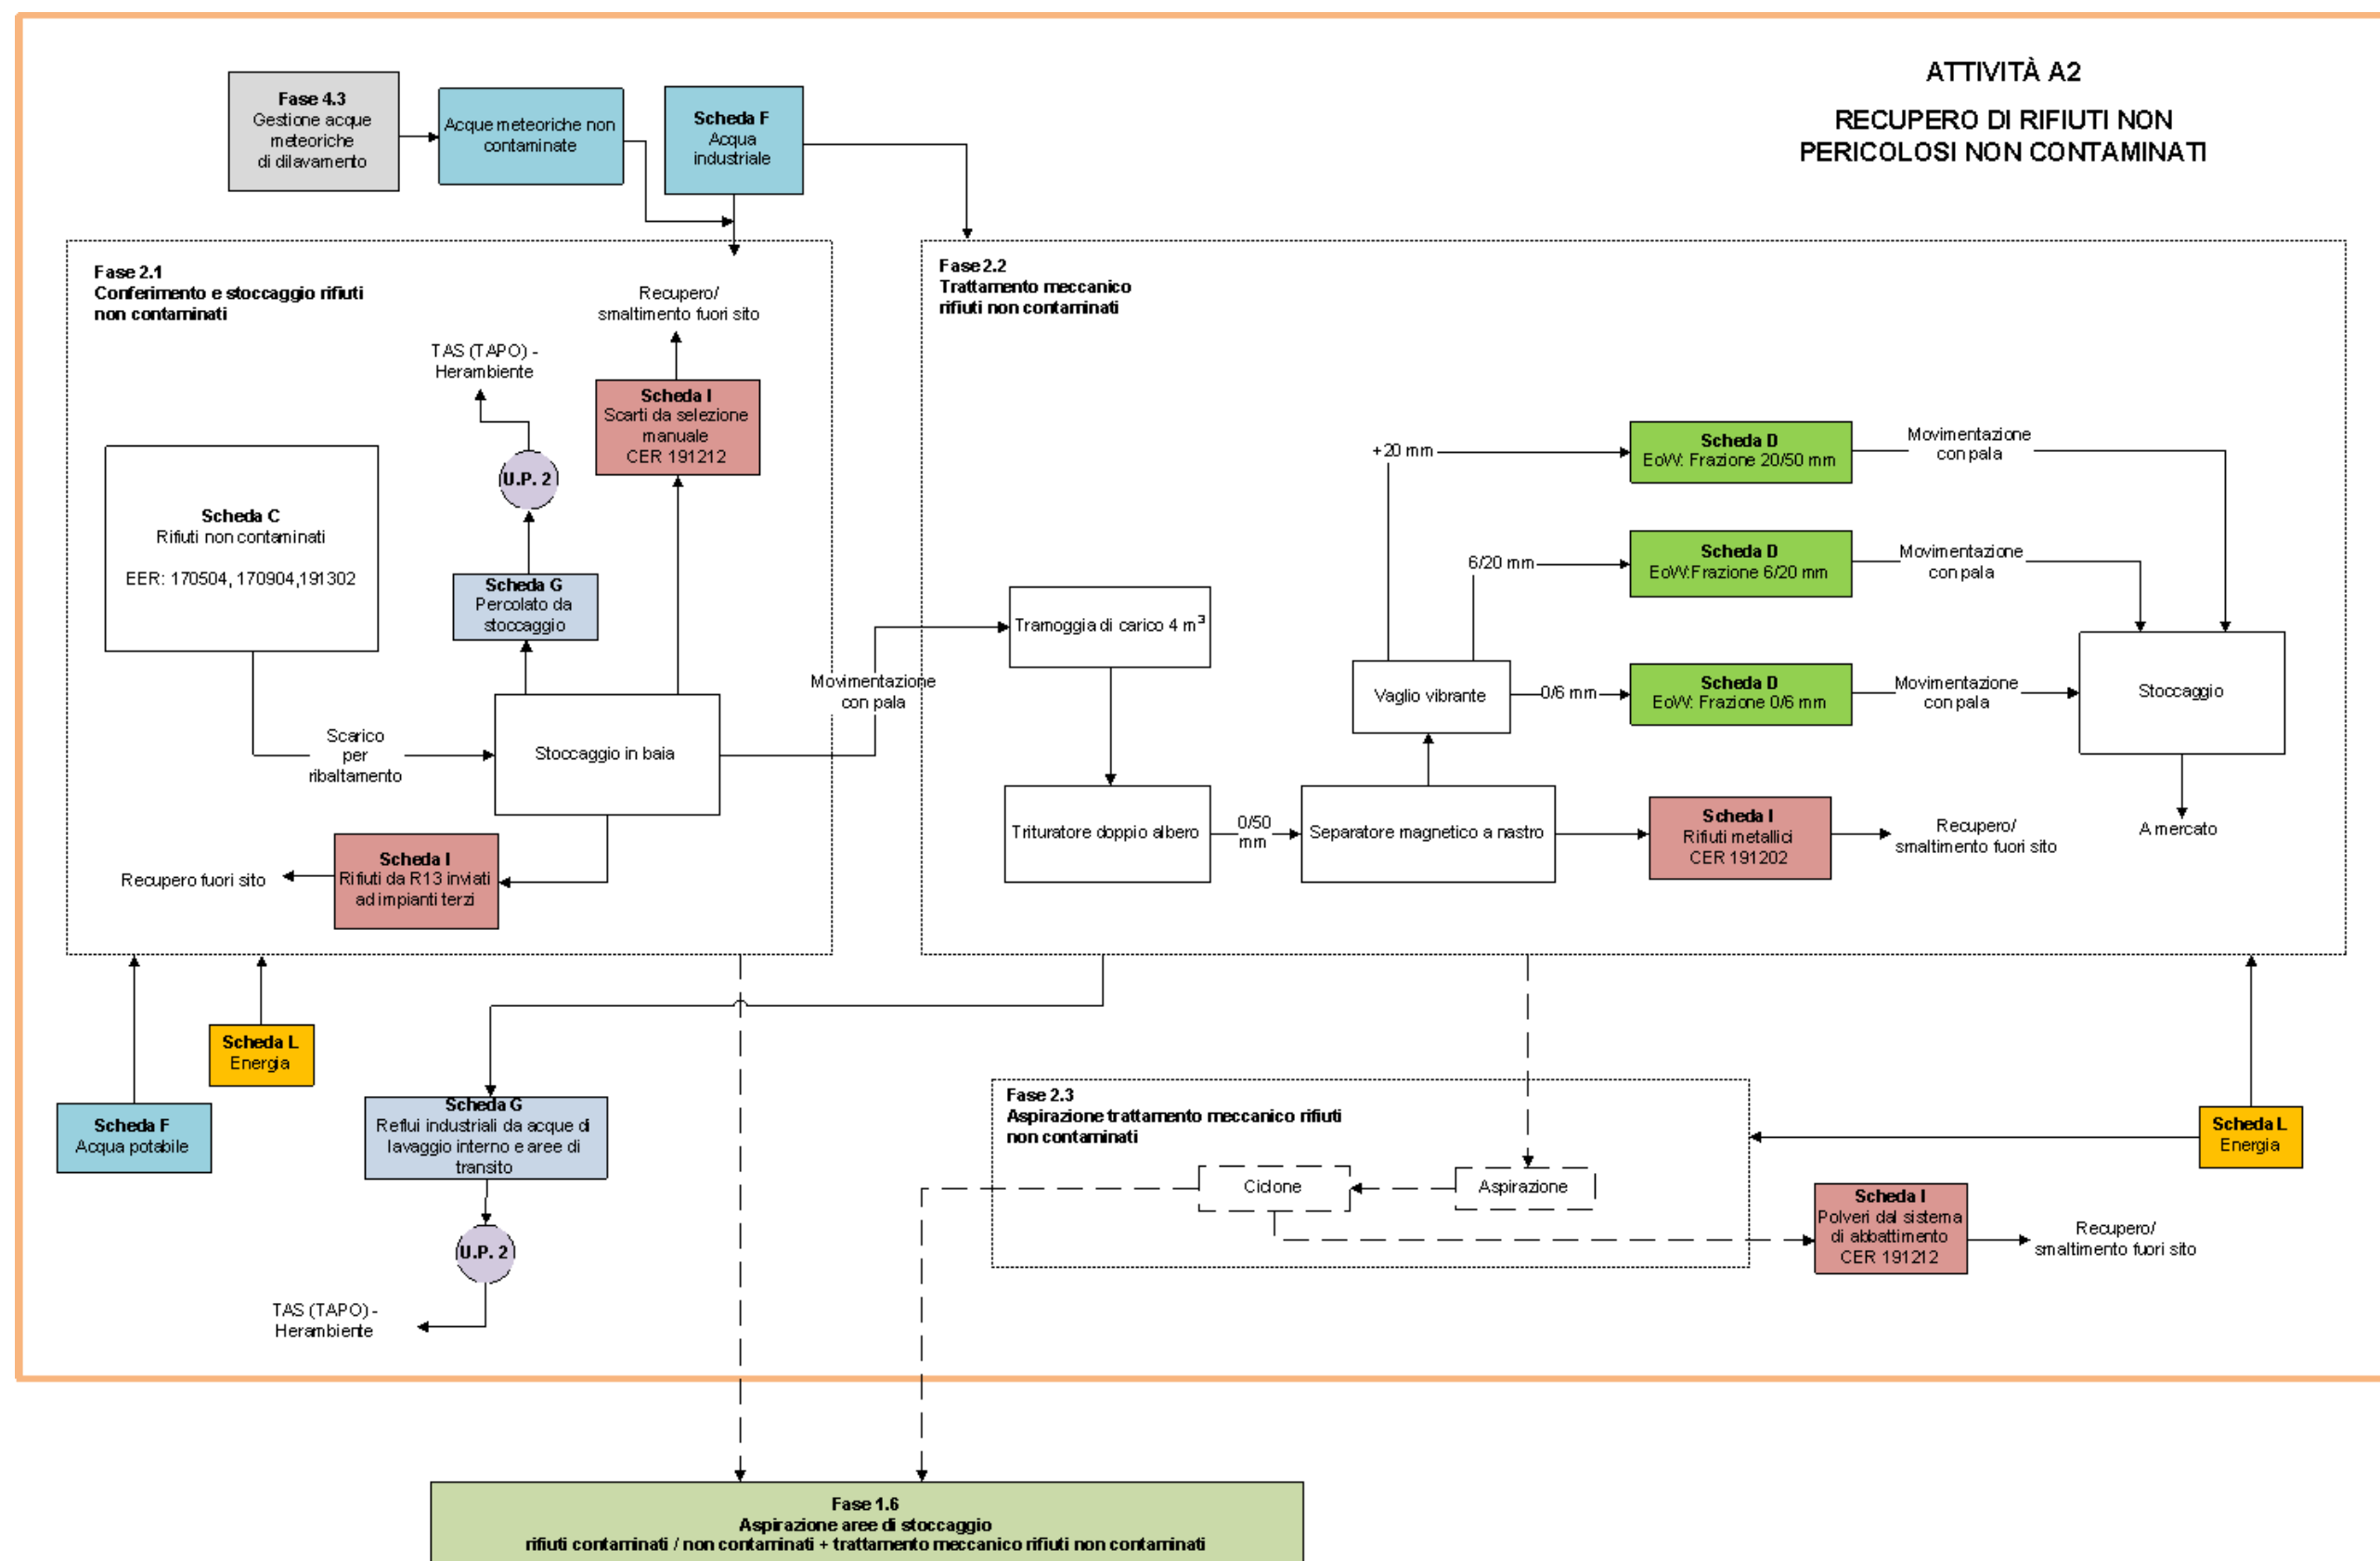 ATTIVITÀ A2
RECUPERO DI RIFIUTI NON
PERICOLOSI NON CONTAMINATI
Fase 4.3
Gestione acque
meteoriche
di dilavamento
Acque meteoriche non
contaminate
Scheda F
Acqua
industriale
Fase 2.1
Conferimento e stoccaggio rifiuti
non contaminati
Recupero/
smaltimento fuori sito
TAS (TAPO) -
Herambiente
Scheda I
Scarti da selezione
manuale
CER 191212
U.P. 2
Scheda C
Rifiuti non contaminati
EER: 170504, 170904,191302
Scheda G
Percolato da
stoccaggio
Scarico
per
ribaltamento
Stoccaggio in baia
Movimentazione
con pala
Scheda I
Rifiuti da R13 inviati
ad impianti terzi
Recupero fuori sito
Fase 2.2
Trattamento meccanico
rifiuti non contaminati
+20 mm
Scheda D
EoW: Frazione 20/50 mm
Movimentazione
con pala
6/20 mm
Scheda D
EoW:Frazione 6/20 mm
Movimentazione
con pala
Tramoggia di carico 4 m³
Vaglio vibrante
0/6 mm
Scheda D
EoW: Frazione 0/6 mm
Movimentazione
con pala
Stoccaggio
Trituratore doppio albero
0/50
mm
Separatore magnetico a nastro
Scheda I
Rifiuti metallici
CER 191202
Recupero/
smaltimento fuori sito
A mercato
Scheda L
Energia
Scheda F
Acqua potabile
Scheda G
Reflui industriali da acque di
lavaggio interno e aree di
transito
U.P. 2
TAS (TAPO) -
Herambiente
Fase 2.3
Aspirazione trattamento meccanico rifiuti
non contaminati
Ciclone
Aspirazione
Scheda L
Energia
Scheda I
Polveri dal sistema
di abbattimento
CER 191212
Recupero/
smaltimento fuori sito
Fase 1.6
Aspirazione aree di stoccaggio
rifiuti contaminati / non contaminati + trattamento meccanico rifiuti non contaminati